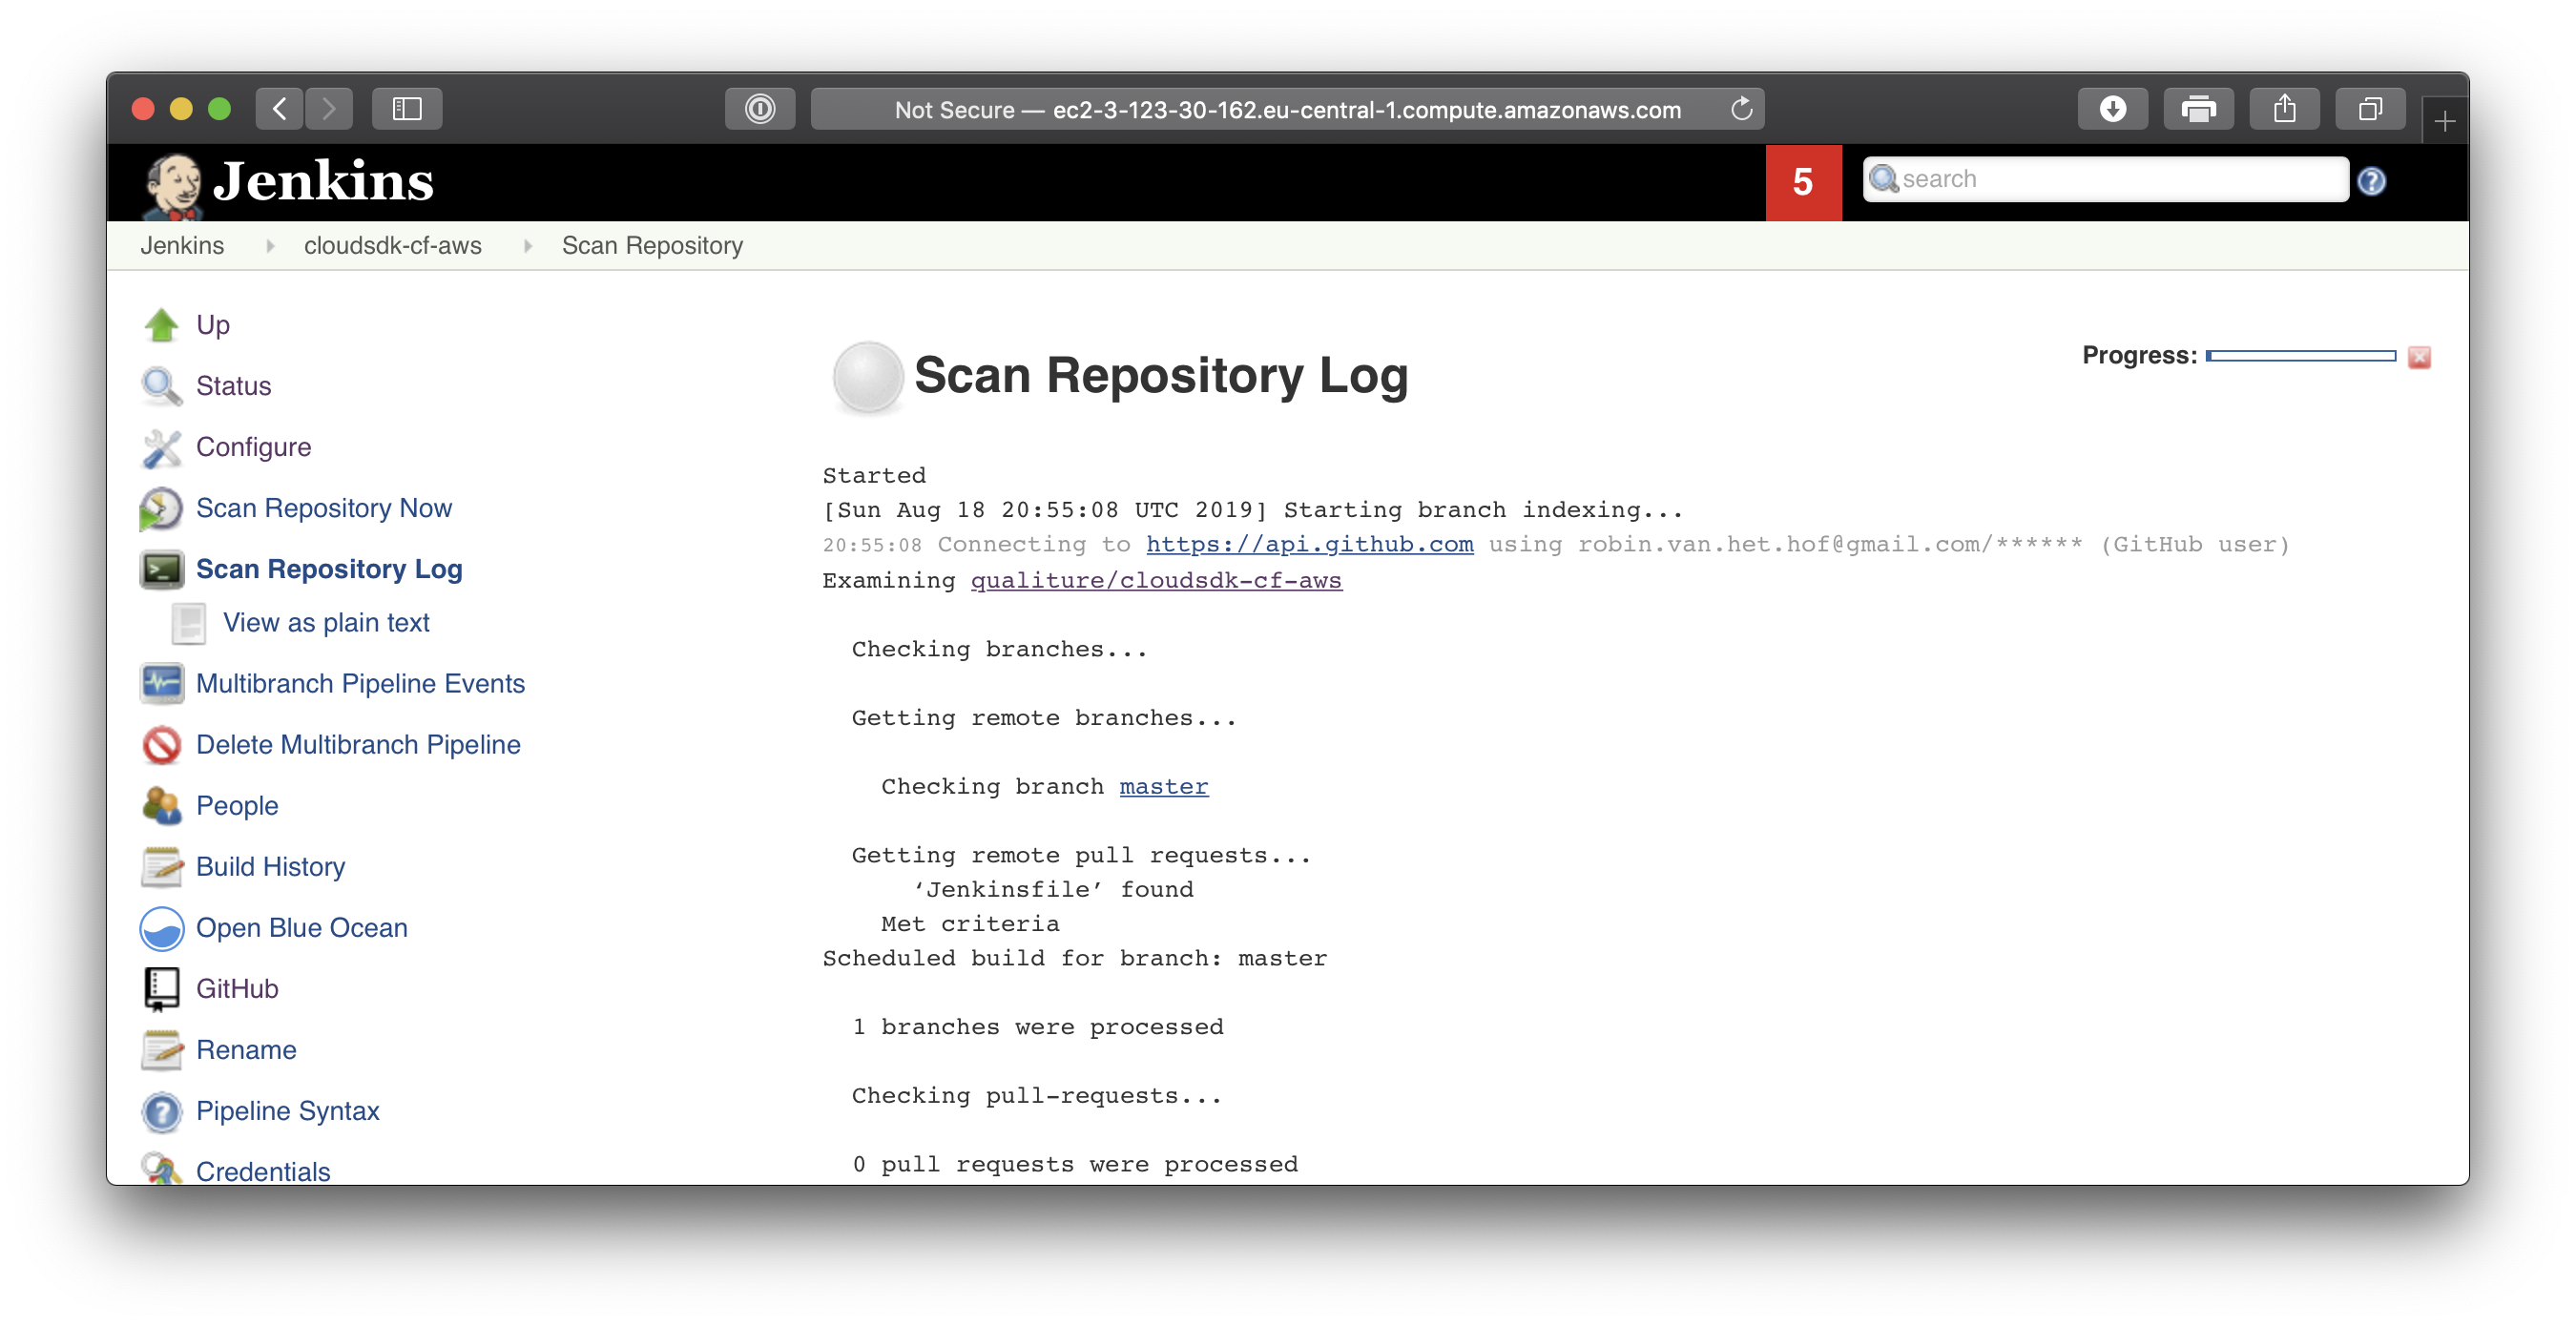 Not Secure — ec2-3-123-30-162.eu-central-1.compute.amazonaws.com
Jenkins
5
search
Jenkins
cloudsdk-cf-aws
Scan Repository
Up
Status
Configure
Scan Repository Now
Scan Repository Log
View as plain text
Multibranch Pipeline Events
Delete Multibranch Pipeline
People
Build History
Open Blue Ocean
GitHub
Rename
Pipeline Syntax
Credentials
Scan Repository Log
Progress:
Started
[Sun Aug 18 20:55:08 UTC 2019] Starting branch indexing...
20:55:08 Connecting to https://api.github.com using robin.van.het.hof@gmail.com/****** (GitHub user)
Examining qualiture/cloudsdk-cf-aws
Checking branches...
Getting remote branches...
Checking branch master
Getting remote pull requests...
‘Jenkinsfile’ found
Met criteria
Scheduled build for branch: master
1 branches were processed
Checking pull-requests...
0 pull requests were processed